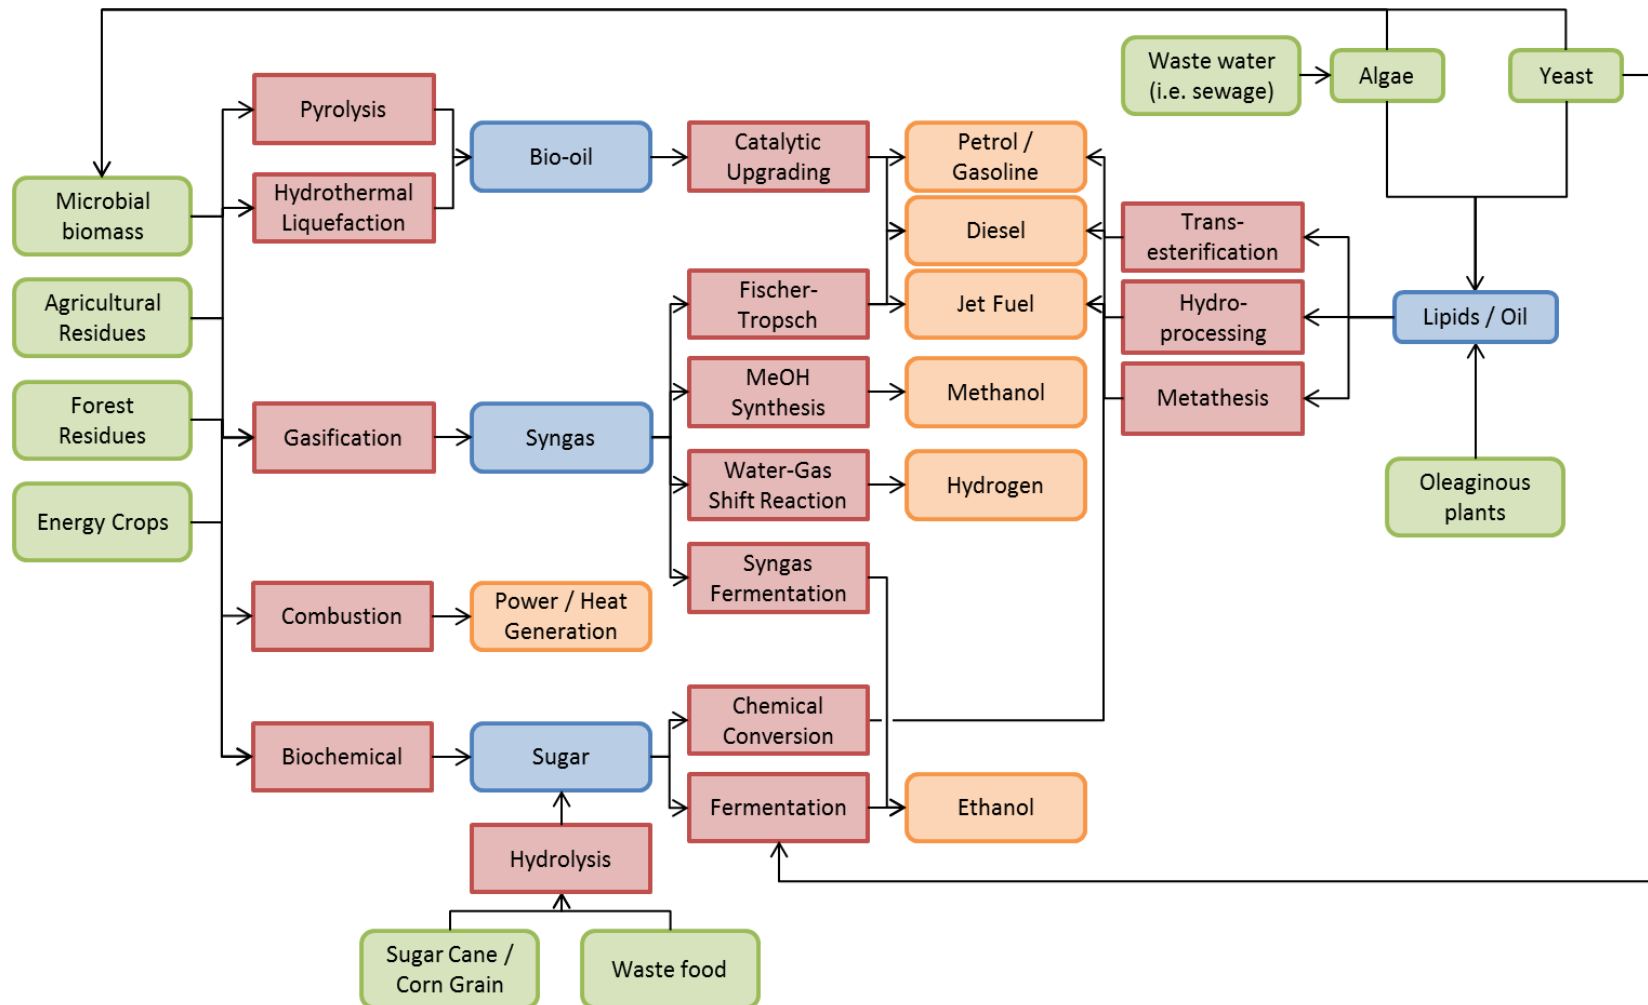 Waste water
(i.e. sewage)
Algae
Yeast
Pyrolysis
Bio-oil
Catalytic
Upgrading
Petrol /
Gasoline
Microbial
biomass
Hydrothermal
Liquefaction
Diesel
Trans-
esterification
Agricultural
Residues
Fischer-
Tropsch
Jet Fuel
Hydro-
processing
Lipids / Oil
Forest
Residues
MeOH
Synthesis
Methanol
Metathesis
Gasification
Syngas
Water-Gas
Shift Reaction
Hydrogen
Oleaginous
plants
Energy Crops
Syngas
Fermentation
Combustion
Power / Heat
Generation
Chemical
Conversion
Biochemical
Sugar
Fermentation
Ethanol
Hydrolysis
Sugar Cane /
Corn Grain
Waste food